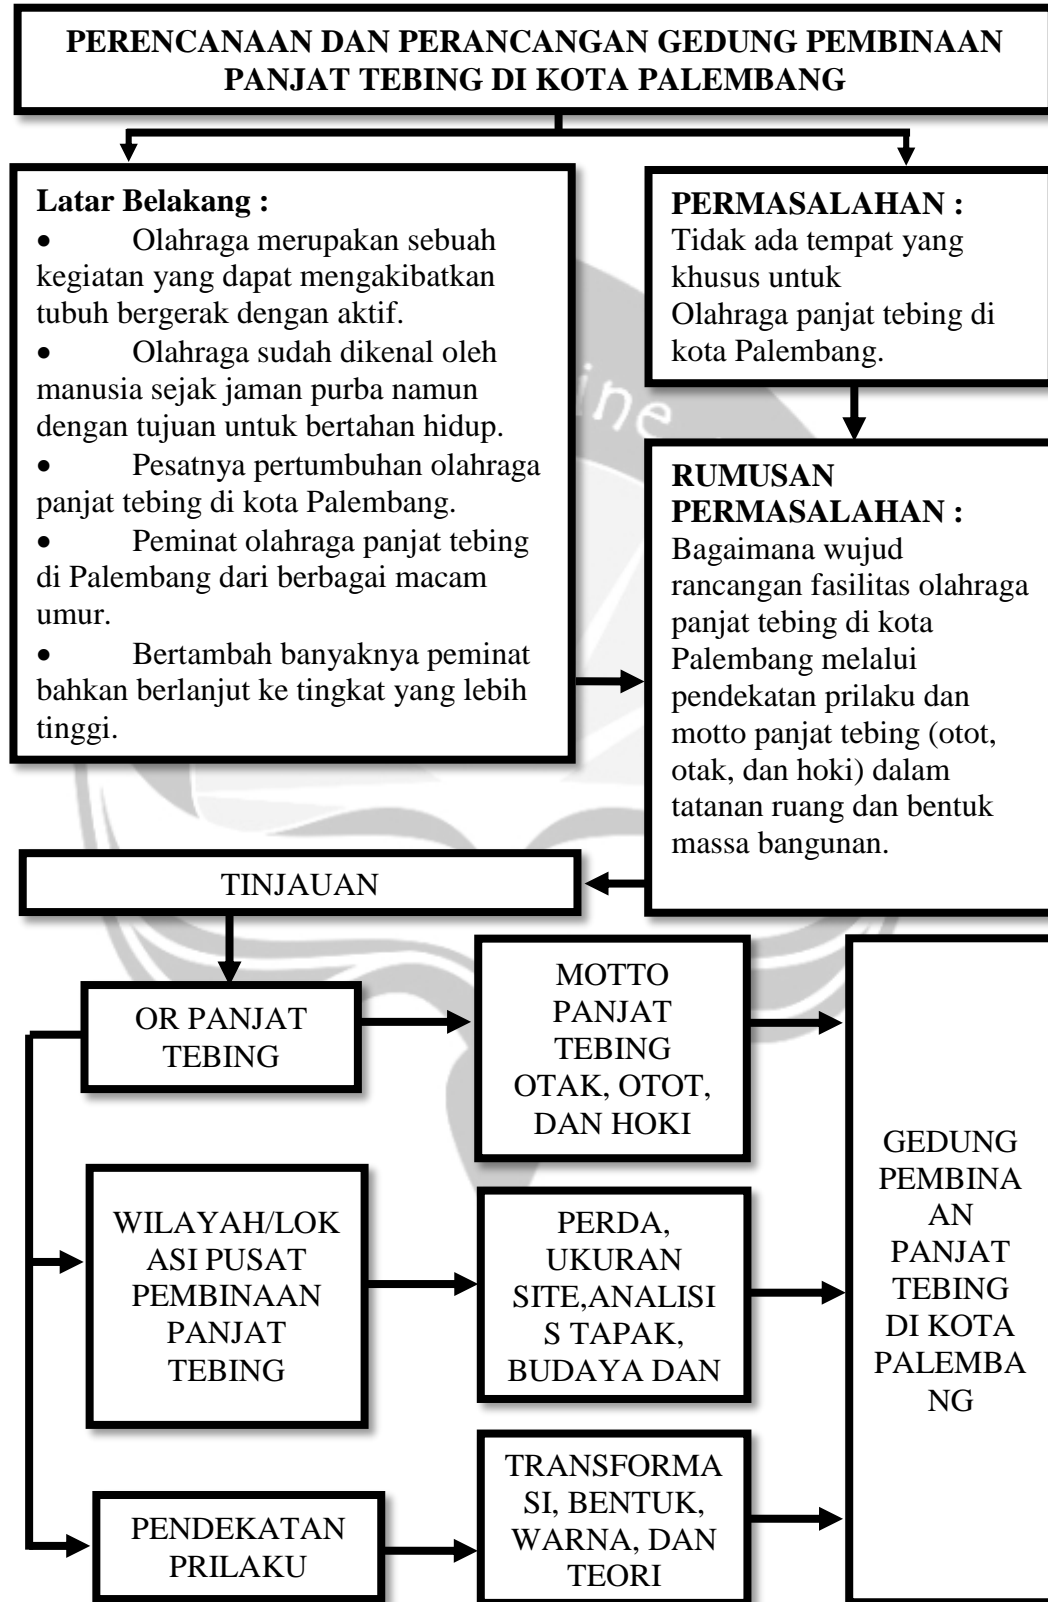 PERENCANAAN DAN PERANCANGAN GEDUNG PEMBINAAN
PANJAT TEBING DI KOTA PALEMBANG
Latar Belakang :
• Olahraga merupakan sebuah
kegiatan yang dapat mengakibatkan
tubuh bergerak dengan aktif.
• Olahraga sudah dikenal oleh
manusia sejak jaman purba namun
dengan tujuan untuk bertahan hidup.
• Pesatnya pertumbuhan olahraga
panjat tebing di kota Palembang.
• Peminat olahraga panjat tebing
di Palembang dari berbagai macam
umur.
• Bertambah banyaknya peminat
bahkan berlanjut ke tingkat yang lebih
tinggi.
PERMASALAHAN :
Tidak ada tempat yang
khusus untuk
Olahraga panjat tebing di
kota Palembang.
RUMUSAN
PERMASALAHAN :
Bagaimana wujud
rancangan fasilitas olahraga
panjat tebing di kota
Palembang melalui
pendekatan prilaku dan
motto panjat tebing (otot,
otak, dan hoki) dalam
tatanan ruang dan bentuk
massa bangunan.
TINJAUAN
OR PANJAT
TEBING
MOTTO
PANJAT
TEBING
OTAK, OTOT,
DAN HOKI
WILAYAH/LOK
ASI PUSAT
PEMBINAAN
PANJAT
TEBING
PERDA,
UKURAN
SITE,ANALISI
S TAPAK,
BUDAYA DAN
PENDEKATAN
PRILAKU
TRANSFORMA
SI, BENTUK,
WARNA, DAN
TEORI
GEDUNG
PEMBINA
AN
PANJAT
TEBING
DI KOTA
PALEMBA
NG